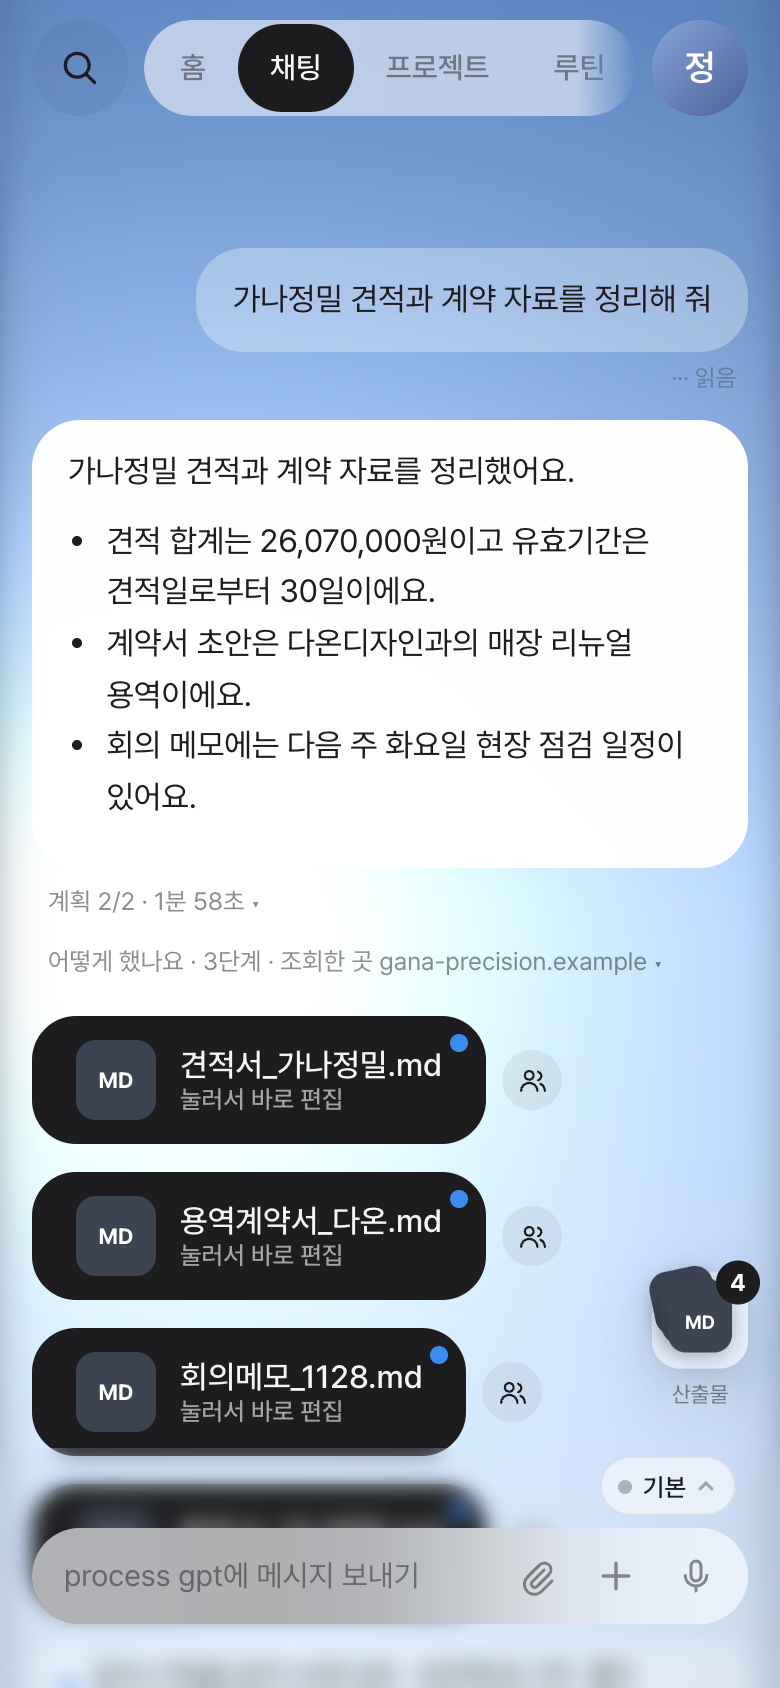 홈
채팅
프로젝트
루틴
정
가나정밀 견적과 계약 자료를 정리해 줘
··· 읽음
가나정밀 견적과 계약 자료를 정리했어요.
• 견적 합계는 26,070,000원이고 유효기간은
견적일로부터 30일이에요.
• 계약서 초안은 다온디자인과의 매장 리뉴얼
용역이에요.
• 회의 메모에는 다음 주 화요일 현장 점검 일정이
있어요.
계획 2/2 · 1분 58초 ▾
어떻게 했나요 · 3단계 · 조회한 곳 gana-precision.example ▾
MD
견적서_가나정밀.md
눌러서 바로 편집
MD
용역계약서_다온.md
눌러서 바로 편집
4
MD
산출물
MD
회의메모_1128.md
눌러서 바로 편집
기본
process gpt에 메시지 보내기